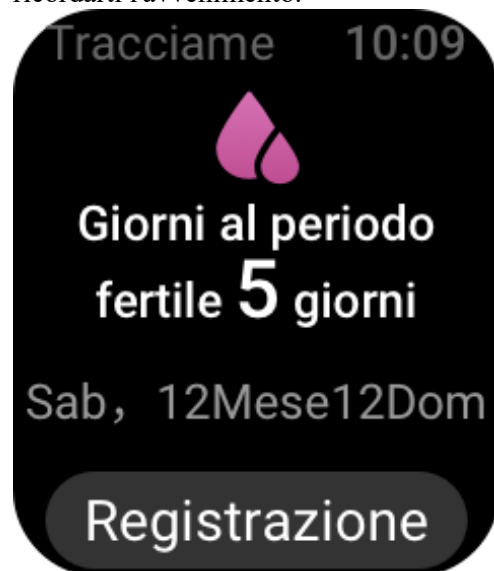 Tracciame 10:09
Giorni al periodo
fertile 5 giorni
Sab，12Mese12Dom
Registrazione